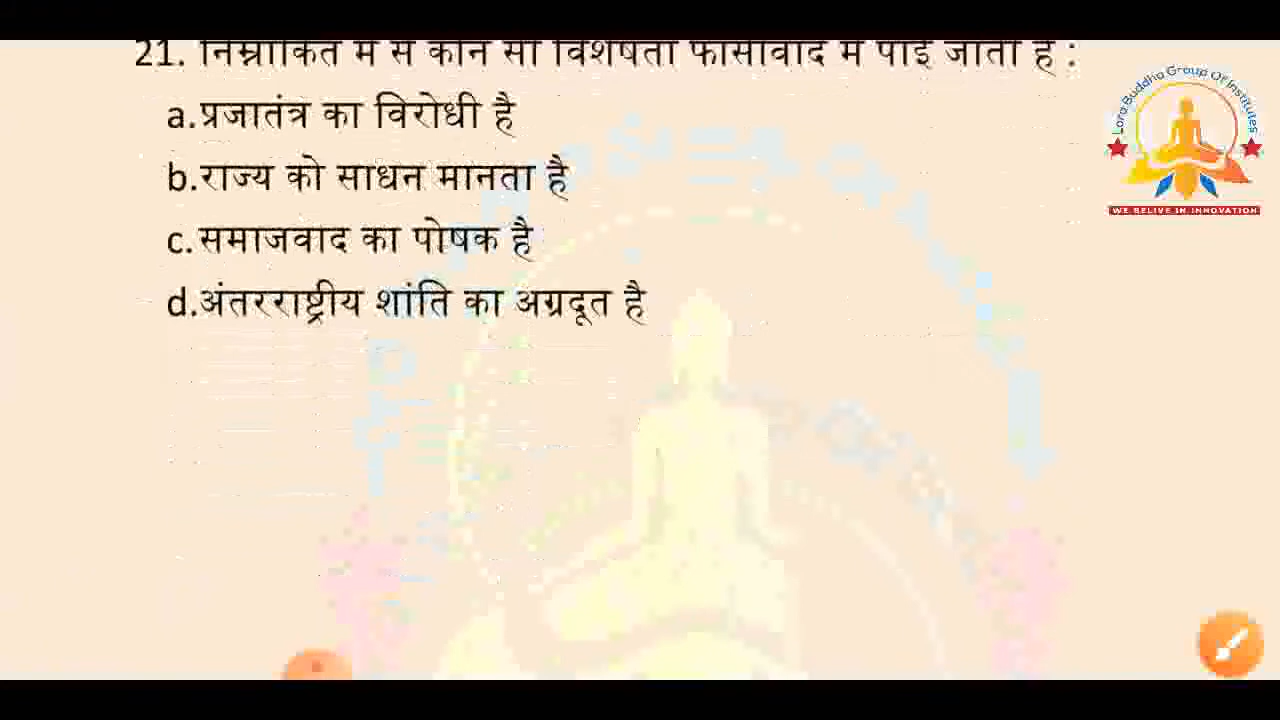 21. निम्नांकित में से कौन सी विशेषता फासीवाद में पाई जाती है :
a.प्रजातंत्र का विरोधी है
b.राज्य को साधन मानता है
c.समाजवाद का पोषक है
d.अंतरराष्ट्रीय शांति का अग्रदूत है
Lord Buddha Group Of Institutes
WE BELIVE IN INNOVATION